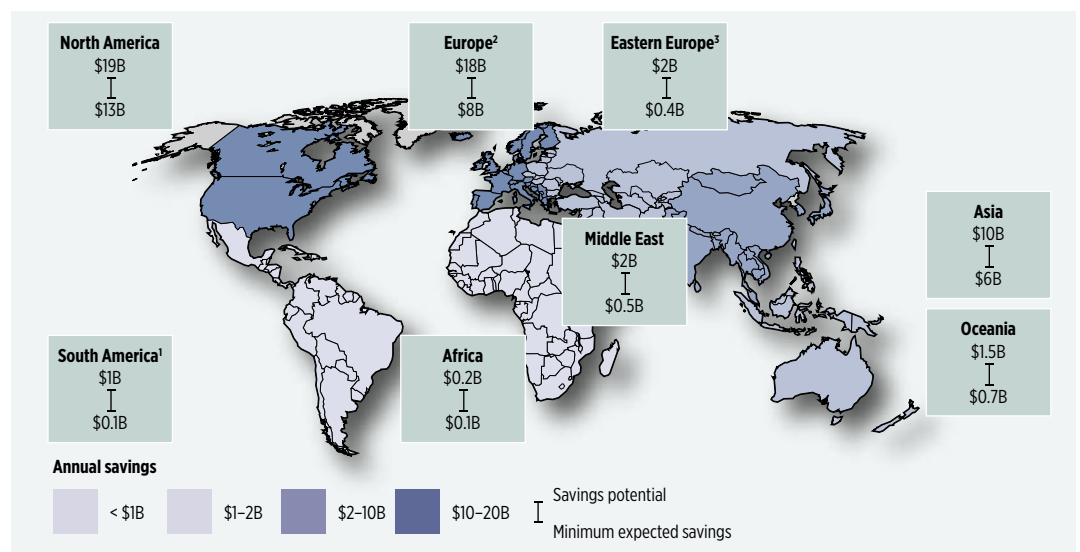 North America
$19B
$13B
Europe²
$18B
$8B
Eastern Europe³
$2B
$0.4B
Middle East
$2B
$0.5B
Asia
$10B
$6B
Oceania
$1.5B
$0.7B
South America¹
$1B
$0.1B
Africa
$0.2B
$0.1B
Annual savings
< $1B
$1–2B
$2–10B
$10–20B
Savings potential
Minimum expected savings